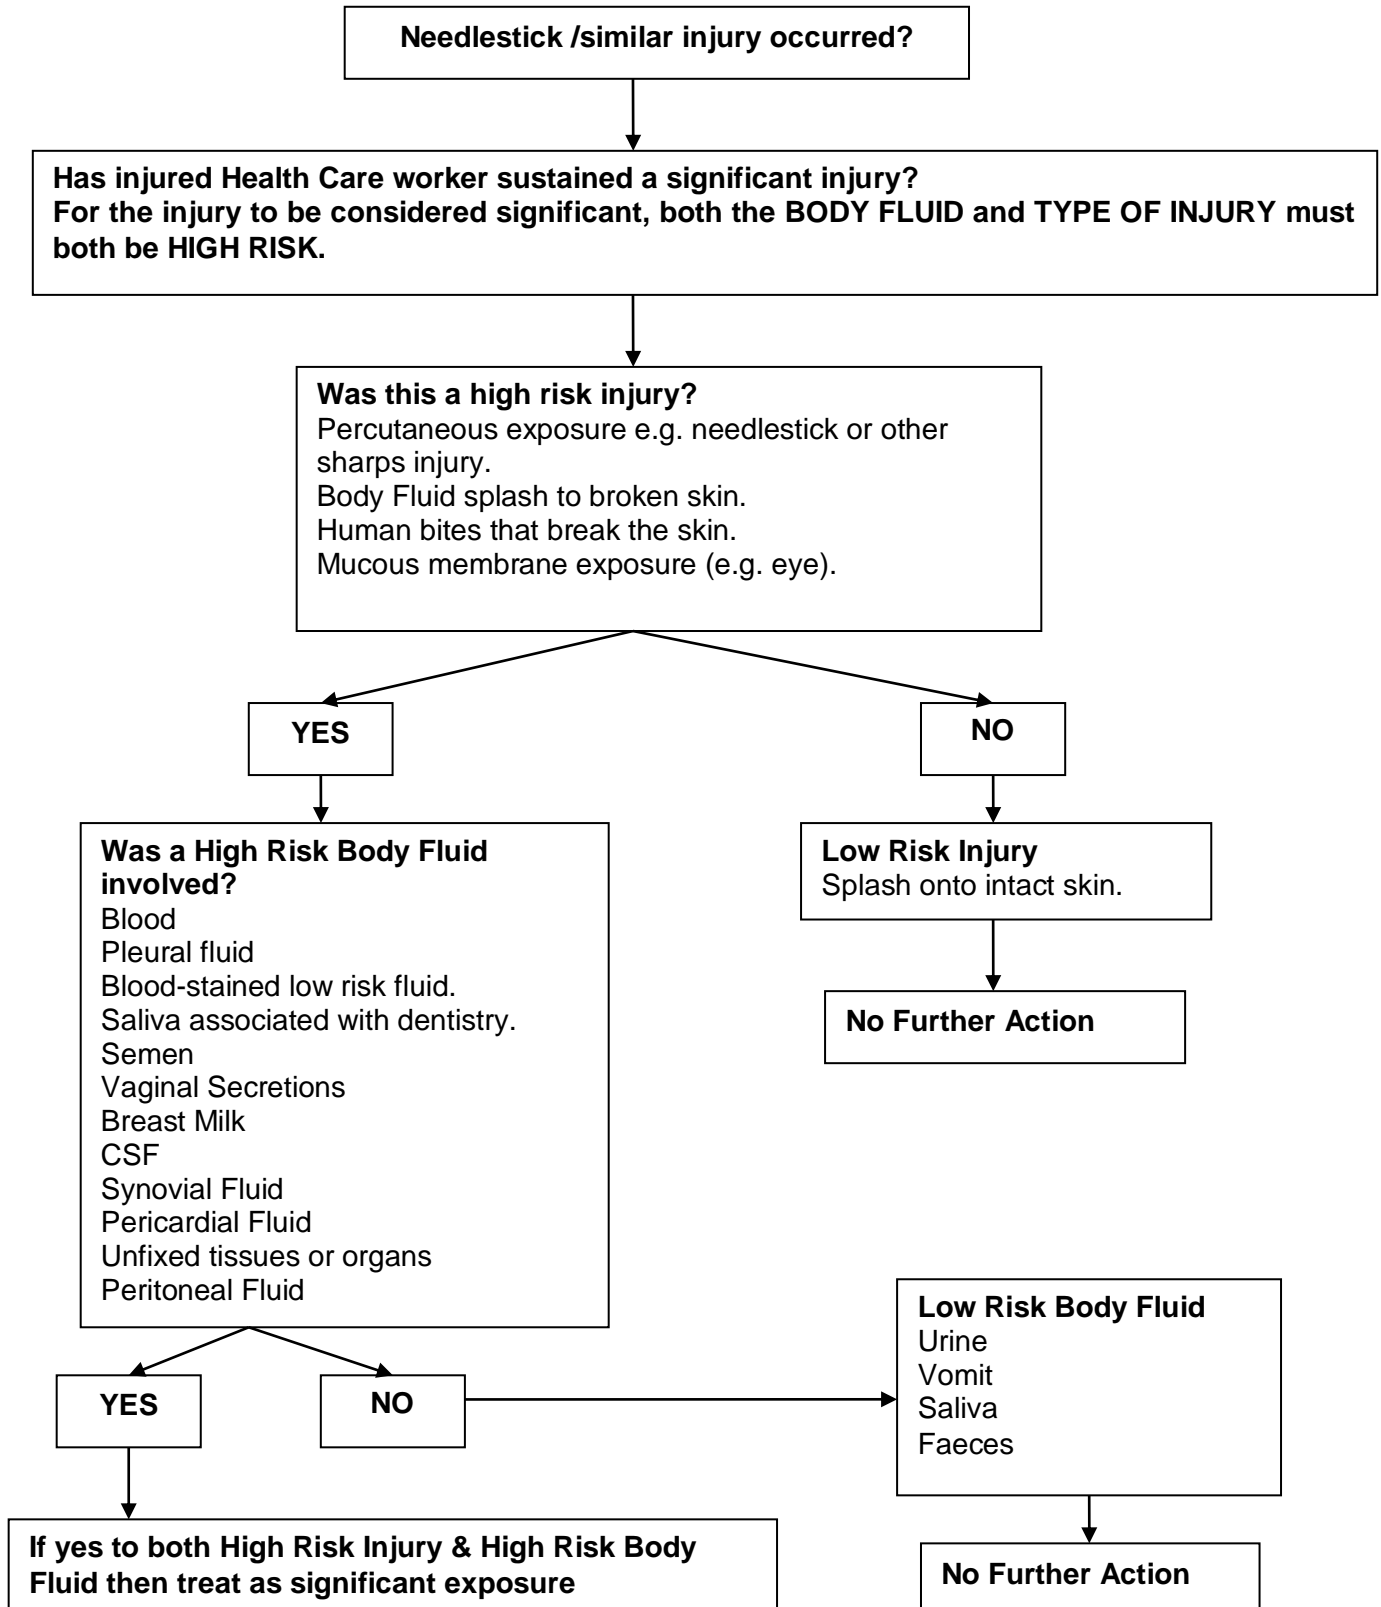 Needlestick /similar injury occurred?
Has injured Health Care worker sustained a significant injury?
For the injury to be considered significant, both the BODY FLUID and TYPE OF INJURY must
both be HIGH RISK.
Was this a high risk injury?
Percutaneous exposure e.g. needlestick or other
sharps injury.
Body Fluid splash to broken skin.
Human bites that break the skin.
Mucous membrane exposure (e.g. eye).
YES
NO
Was a High Risk Body Fluid
involved?
Blood
Pleural fluid
Blood-stained low risk fluid.
Saliva associated with dentistry.
Semen
Vaginal Secretions
Breast Milk
CSF
Synovial Fluid
Pericardial Fluid
Unfixed tissues or organs
Peritoneal Fluid
Low Risk Injury
Splash onto intact skin.
No Further Action
YES
NO
Low Risk Body Fluid
Urine
Vomit
Saliva
Faeces
If yes to both High Risk Injury & High Risk Body
Fluid then treat as significant exposure
No Further Action